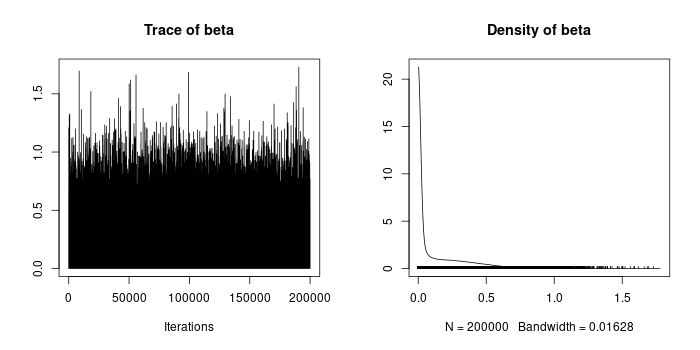 Trace of beta
0.0 0.5 1.0 1.5
0 50000 100000 150000 200000
Iterations
Density of beta
0 5 10 15 20
0.0 0.5 1.0 1.5
N = 200000 Bandwidth = 0.01628